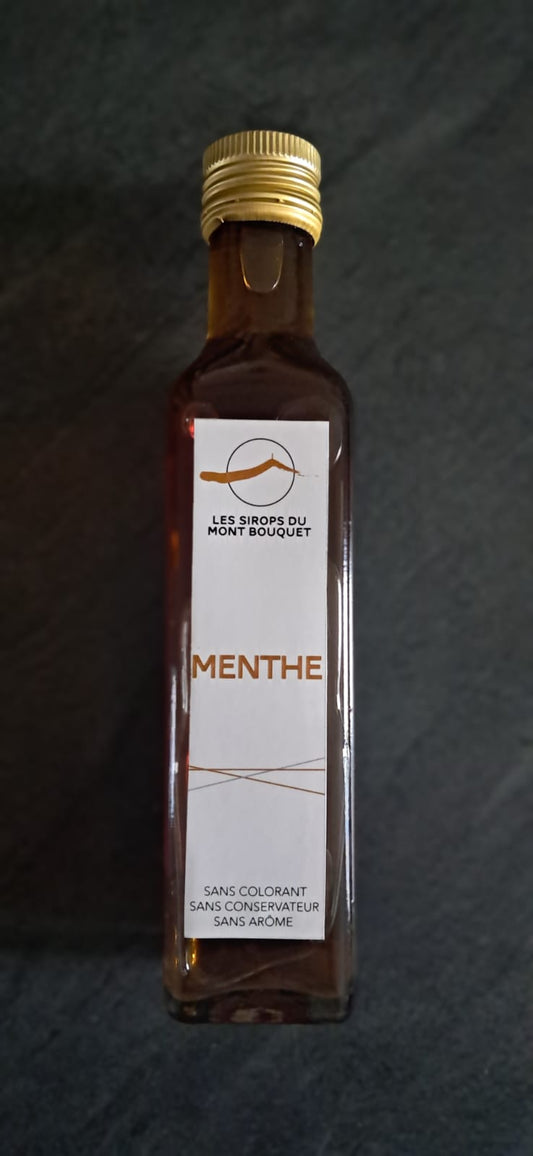 LES SIROPS DU
MONT BOUQUET
MENTHE
SANS COLORANT
SANS CONSERVATEUR
SANS ARÔME